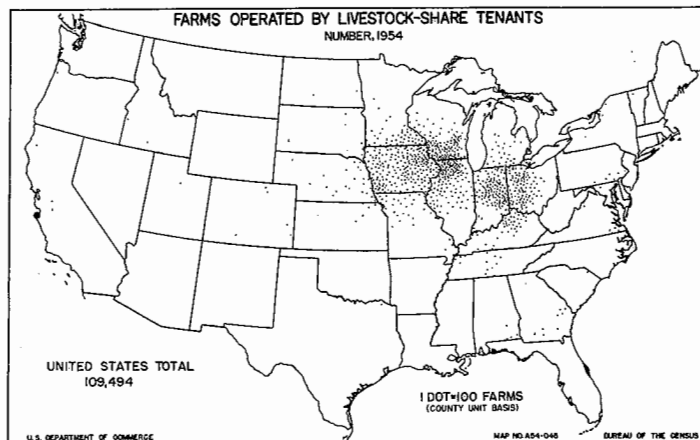 FARMS OPERATED BY LIVESTOCK-SHARE TENANTS
NUMBER, 1954
UNITED STATES TOTAL
109,494
1 DOT=100 FARMS
(COUNTY UNIT BASIS)
U.S. DEPARTMENT OF COMMERCE
MAP NO. A54-046
BUREAU OF THE CENSUS